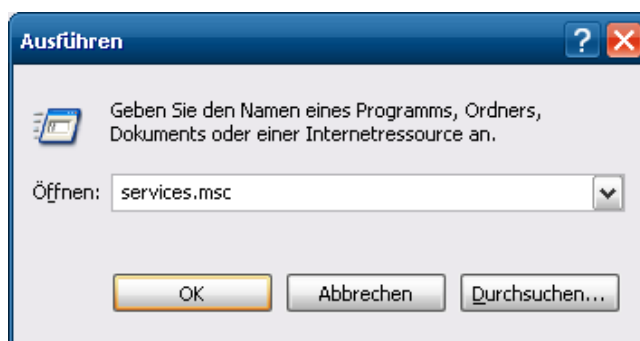 Ausführen
?
Geben Sie den Namen eines Programms, Ordners,
Dokuments oder einer Internetressource an.
Öffnen: services.msc
OK Abbrechen Durchsuchen...